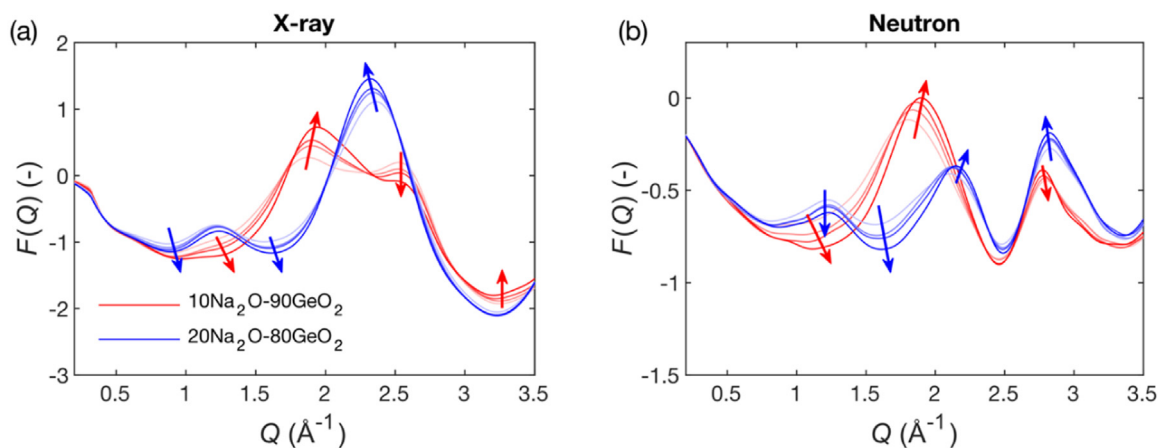 (a)
X-ray
2
1
0
-1
-2
-3
F(Q) (-)
10Na₂O-90GeO₂
20Na₂O-80GeO₂
0.5 1 1.5 2 2.5 3 3.5
Q (Å⁻¹)
(b)
Neutron
0
-0.5
-1
-1.5
F(Q) (-)
0.5 1 1.5 2 2.5 3 3.5
Q (Å⁻¹)